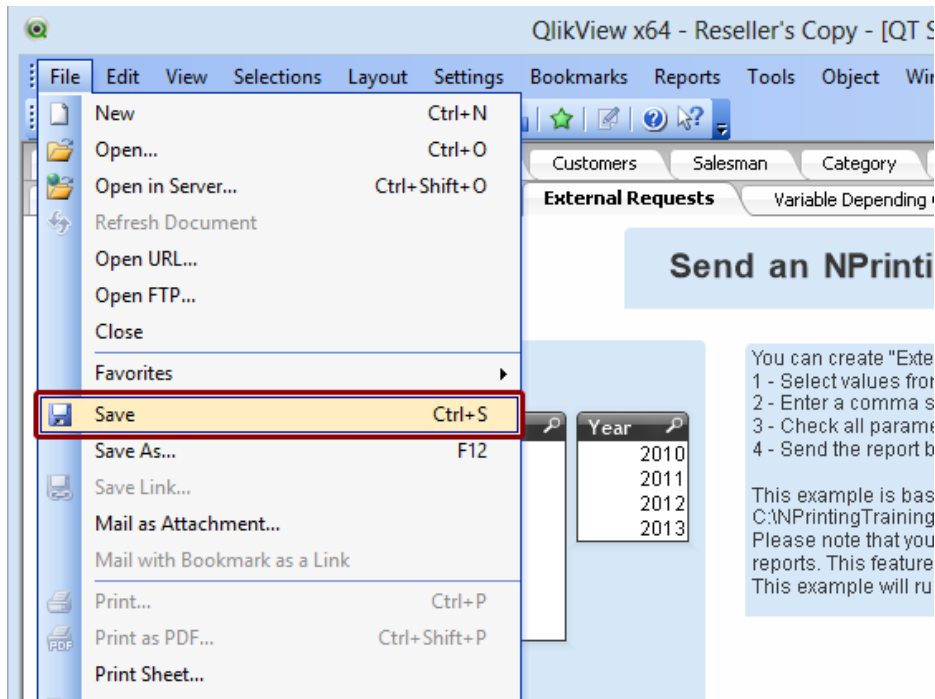 QlikView x64 - Reseller's Copy - [QT S
File Edit View Selections Layout Settings Bookmarks Reports Tools Object Wi
New Ctrl+N
Open... Ctrl+O
Customers Salesman Category
Open in Server... Ctrl+Shift+O
External Requests Variable Depending
Refresh Document
Open URL...
Send an NPrinti
Open FTP...
Close
You can create "Exte
Favorites
1 - Select values fro
Save Ctrl+S
2 - Enter a comma s
Year
3 - Check all parame
Save As... F12
2010
4 - Send the report b
2011
Save Link...
2012
This example is bas
Mail as Attachment...
2013
C:\NPrintingTraining
Please note that you
Mail with Bookmark as a Link
reports. This feature
This example will ru
Print... Ctrl+P
Print as PDF... Ctrl+Shift+P
PDF
Print Sheet...